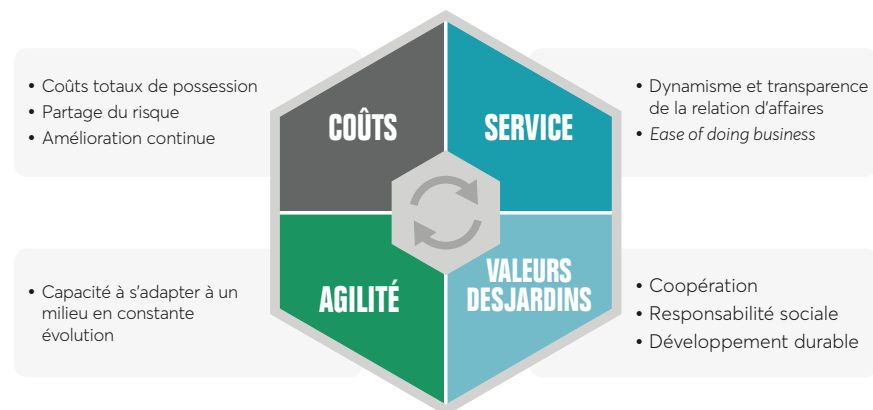 • Coûts totaux de possession
• Partage du risque
• Amélioration continue
COÛTS
SERVICE
• Dynamisme et transparence
de la relation d'affaires
• Ease of doing business
• Capacité à s'adapter à un
milieu en constante
évolution
AGILITÉ
VALEURS
DESJARDINS
• Coopération
• Responsabilité sociale
• Développement durable